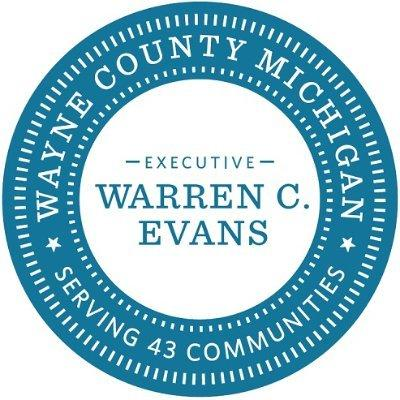 WAYNE COUNTY MICHIGAN
EXECUTIVE
WARREN C.
EVANS
SERVING 43 COMMUNITIES